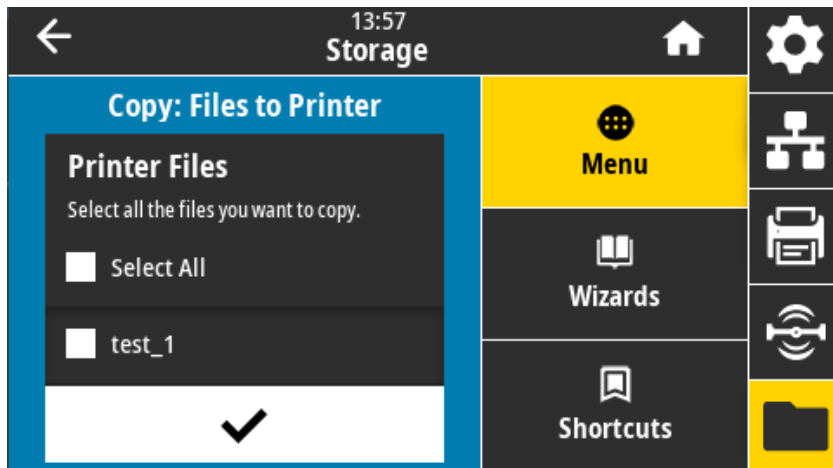 13:57
Storage
Copy: Files to Printer
Printer Files
Select all the files you want to copy.
Select All
test_1
Menu
Wizards
Shortcuts